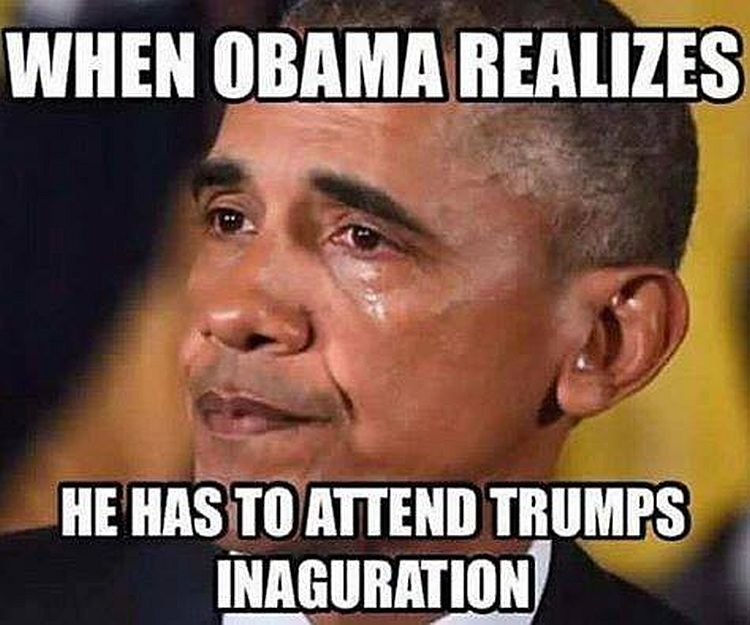 WHEN OBAMA REALIZES
HE HAS TO ATTEND TRUMPS
INAGURATION